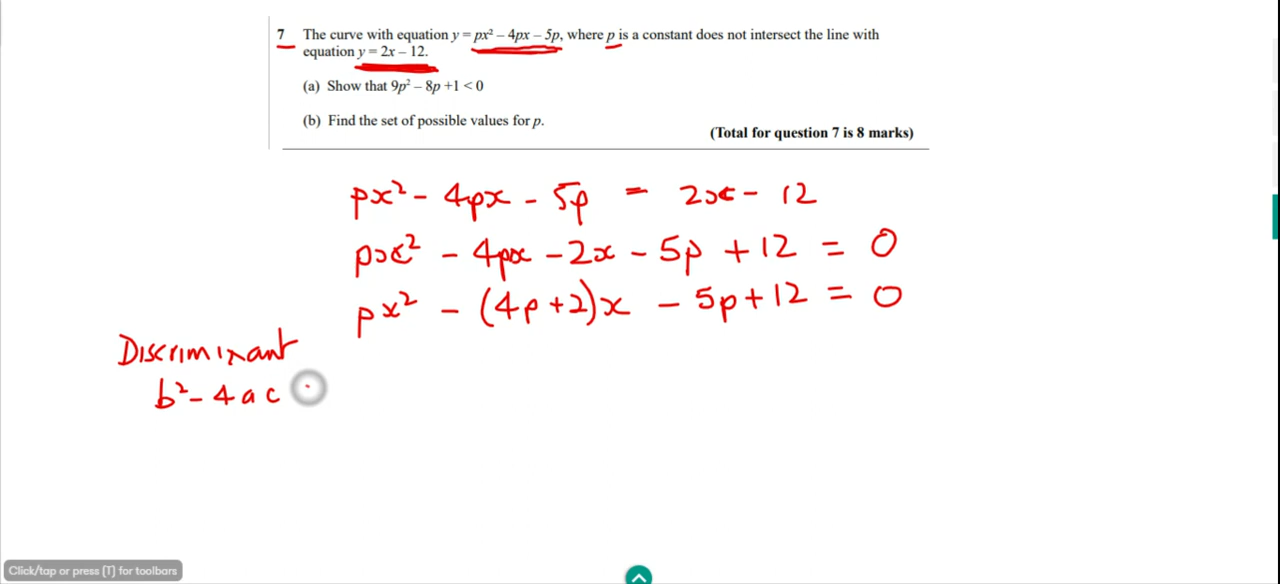 7 The curve with equation y = px² – 4px – 5p, where p is a constant does not intersect the line with
equation y = 2x – 12.
(a) Show that 9p² – 8p +1 < 0
(b) Find the set of possible values for p.
(Total for question 7 is 8 marks)
px² - 4px - 5p = 2x - 12
px² - 4px - 2x - 5p + 12 = 0
px² - (4p+2)x - 5p+12 = 0
Discriminant
b² - 4ac
Click/tap or press [T] for toolbars